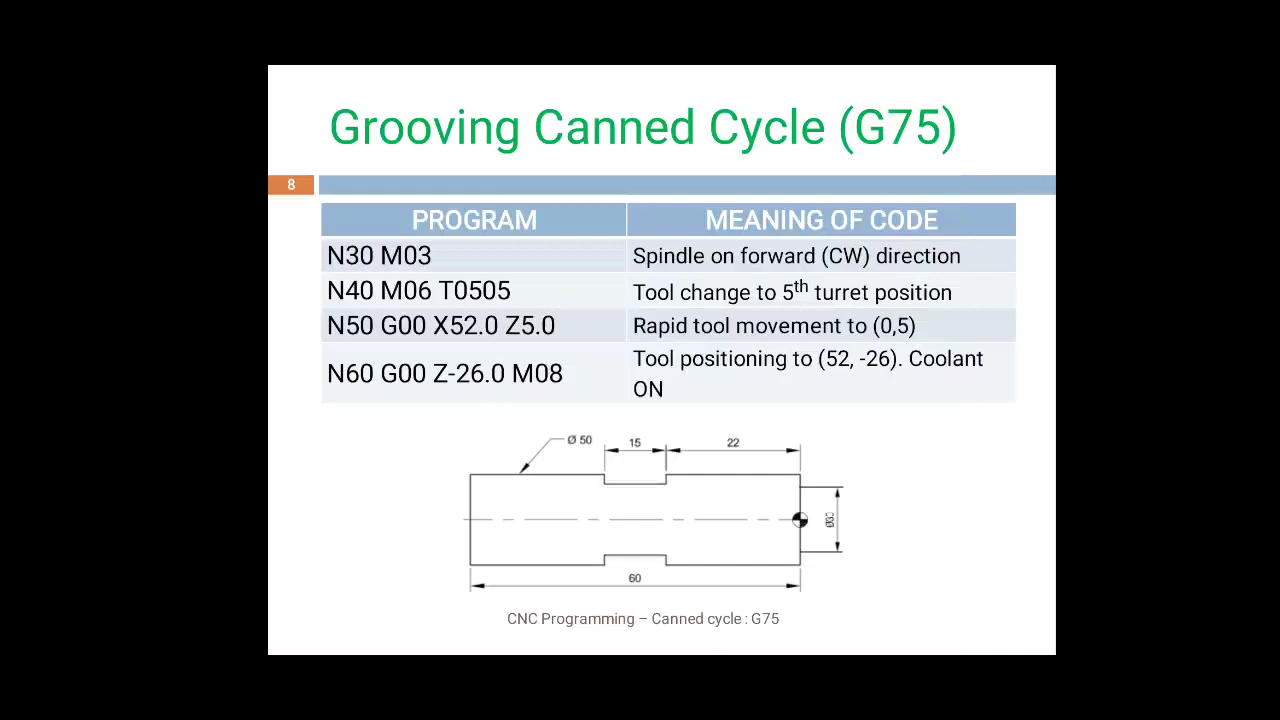 Grooving Canned Cycle (G75)
8
PROGRAM MEANING OF CODE
N30 M03 Spindle on forward (CW) direction
N40 M06 T0505 Tool change to 5th turret position
N50 G00 X52.0 Z5.0 Rapid tool movement to (0,5)
N60 G00 Z-26.0 M08 Tool positioning to (52, -26). Coolant
ON
Ø 50 15 22
60
CNC Programming – Canned cycle : G75